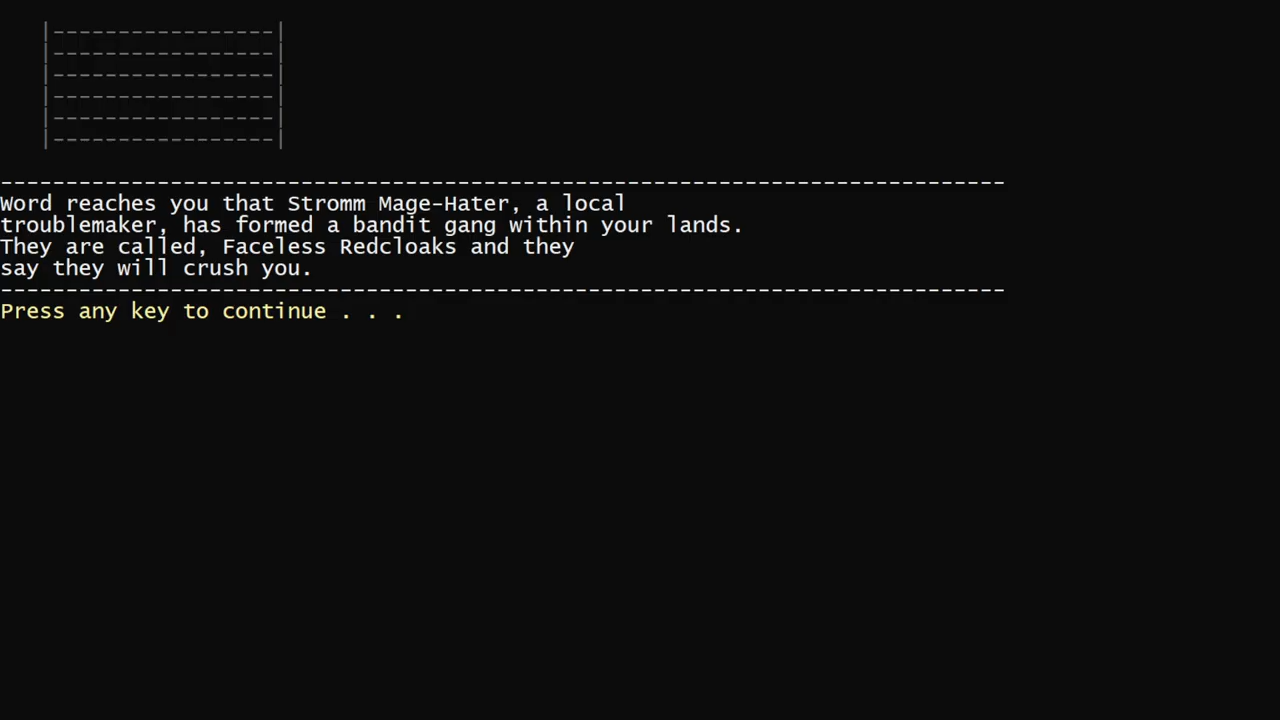 |-----------------|
|-----------------|
|-----------------|
|-----------------|
|-----------------|
|-----------------|
-----------------------------------------------------------------------------
Word reaches you that Stromm Mage-Hater, a local
troublemaker, has formed a bandit gang within your lands.
They are called, Faceless Redcloaks and they
say they will crush you.
-----------------------------------------------------------------------------
Press any key to continue . . .